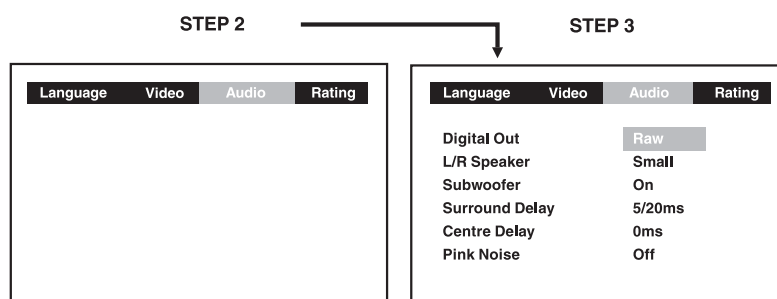 STEP 2
STEP 3
Language Video Audio Rating
Language Video Audio Rating
Digital Out Raw
L/R Speaker Small
Subwoofer On
Surround Delay 5/20ms
Centre Delay 0ms
Pink Noise Off